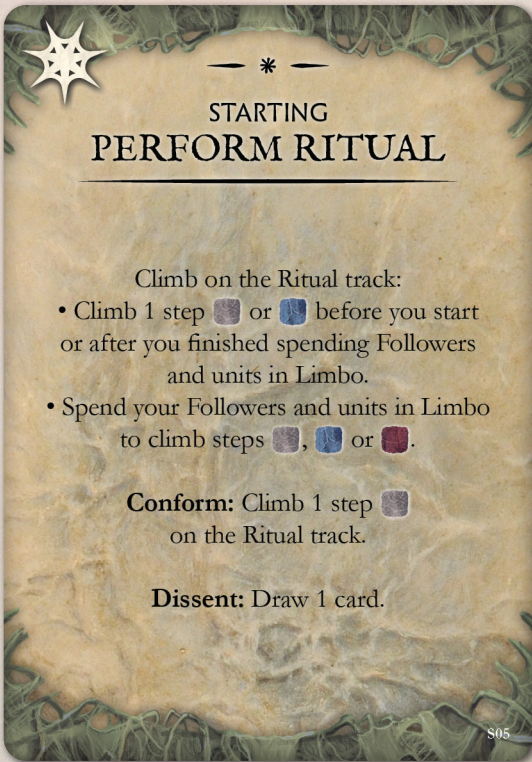 STARTING
PERFORM RITUAL
Climb on the Ritual track:
• Climb 1 step or before you start
or after you finished spending Followers
and units in Limbo.
• Spend your Followers and units in Limbo
to climb steps , or .
Conform: Climb 1 step
on the Ritual track.
Dissent: Draw 1 card.
S05